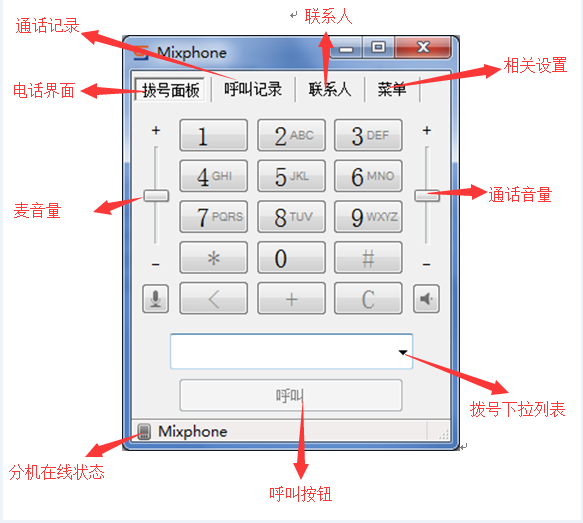 联系人
通话记录
Mixphone
相关设置
电话界面
拨号面板 呼叫记录 联系人 菜单
+ +
1 2 ABC 3 DEF
4 GHI 5 JKL 6 MNO
麦音量
通话音量
7 PQRS 8 TUV 9 WXYZ
* 0 #
- -
< + C
拨号下拉列表
呼叫
Mixphone
分机在线状态
呼叫按钮